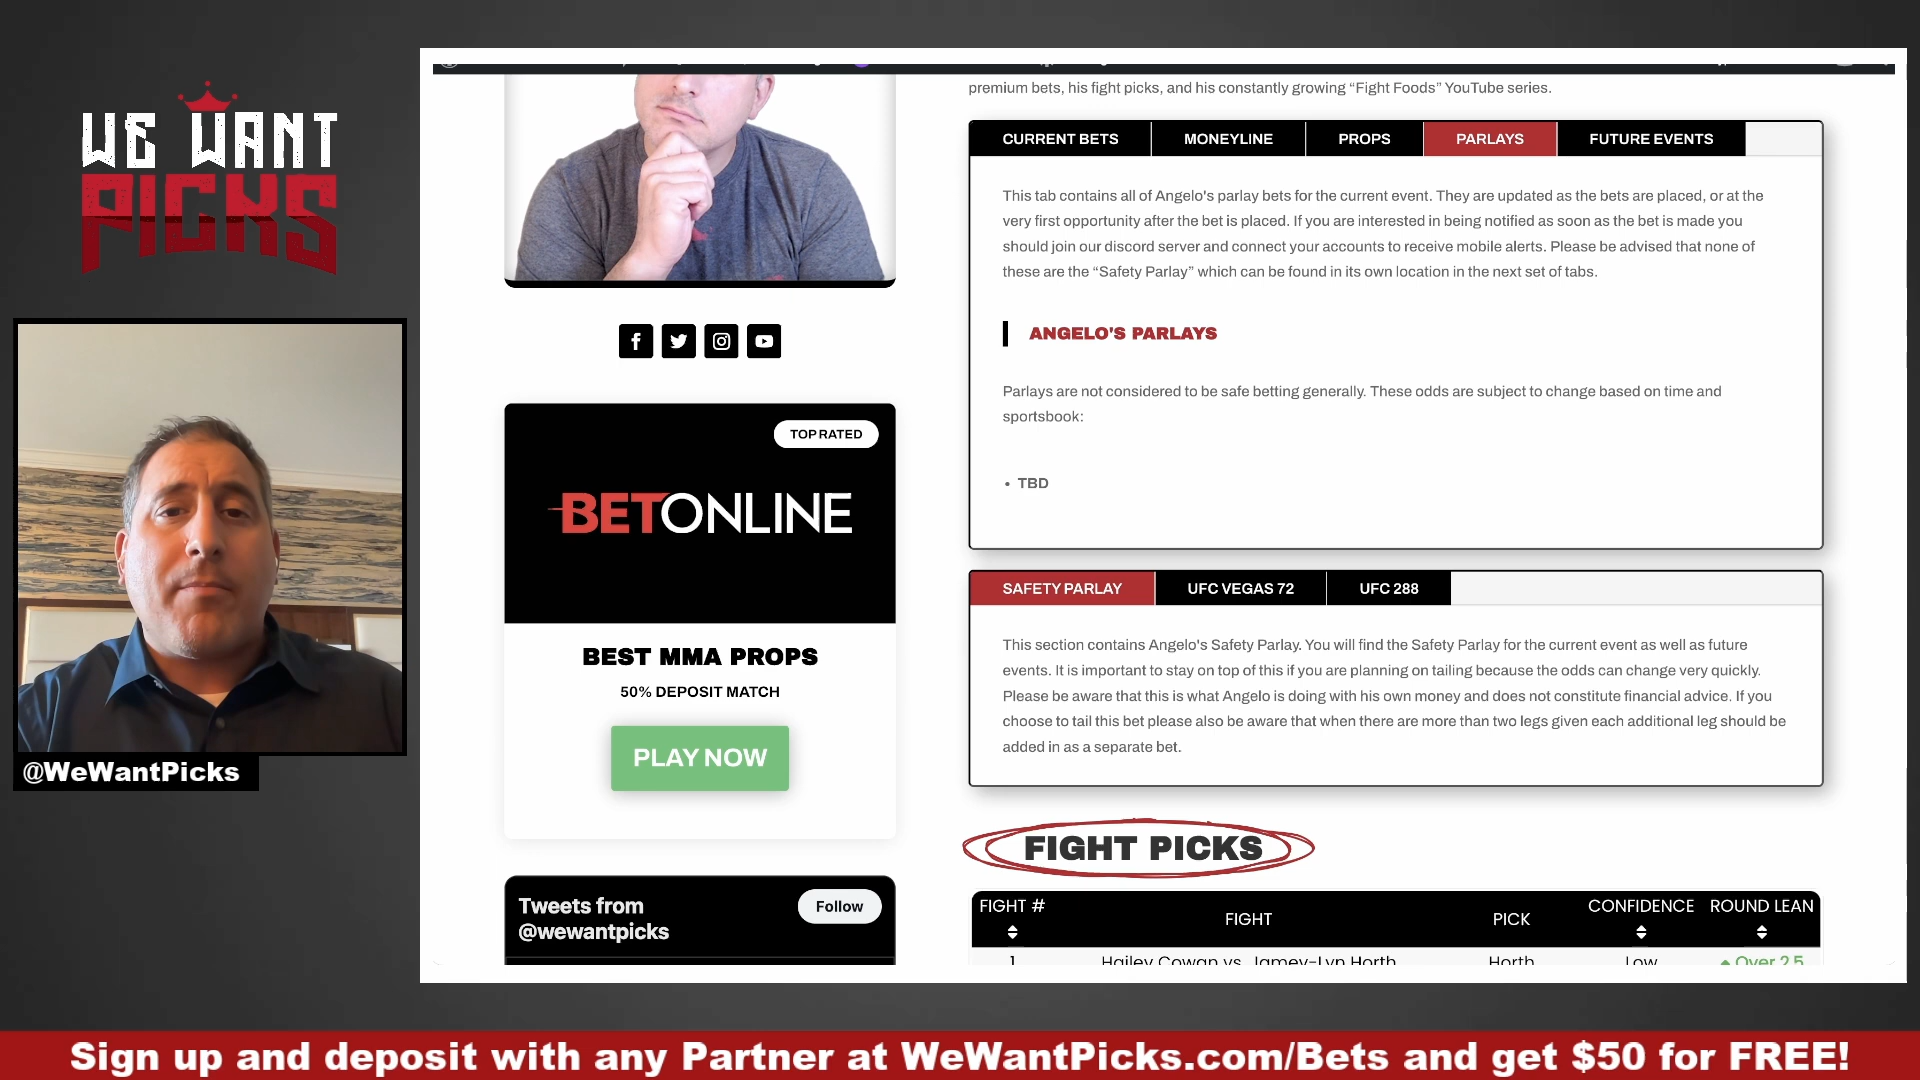 WE WANT
PICKS
@WeWantPicks
premium bets, his fight picks, and his constantly growing “Fight Foods” YouTube series.
CURRENT BETS
MONEYLINE
PROPS
PARLAYS
FUTURE EVENTS
This tab contains all of Angelo's parlay bets for the current event. They are updated as the bets are placed, or at the
very first opportunity after the bet is placed. If you are interested in being notified as soon as the bet is made you
should join our discord server and connect your accounts to receive mobile alerts. Please be advised that none of
these are the “Safety Parlay” which can be found in its own location in the next set of tabs.
ANGELO'S PARLAYS
Parlays are not considered to be safe betting generally. These odds are subject to change based on time and
sportsbook:
• TBD
TOP RATED
BETONLINE
BEST MMA PROPS
50% DEPOSIT MATCH
PLAY NOW
Tweets from
@wewantpicks
Follow
SAFETY PARLAY
UFC VEGAS 72
UFC 288
This section contains Angelo's Safety Parlay. You will find the Safety Parlay for the current event as well as future
events. It is important to stay on top of this if you are planning on tailing because the odds can change very quickly.
Please be aware that this is what Angelo is doing with his own money and does not constitute financial advice. If you
choose to tail this bet please also be aware that when there are more than two legs given each additional leg should be
added in as a separate bet.
FIGHT PICKS
FIGHT #
FIGHT
PICK
CONFIDENCE
ROUND LEAN
1
Hailey Cowan vs. Jamey-Lyn Horth
Horth
Low
Over 2.5
Sign up and deposit with any Partner at WeWantPicks.com/Bets and get $50 for FREE!